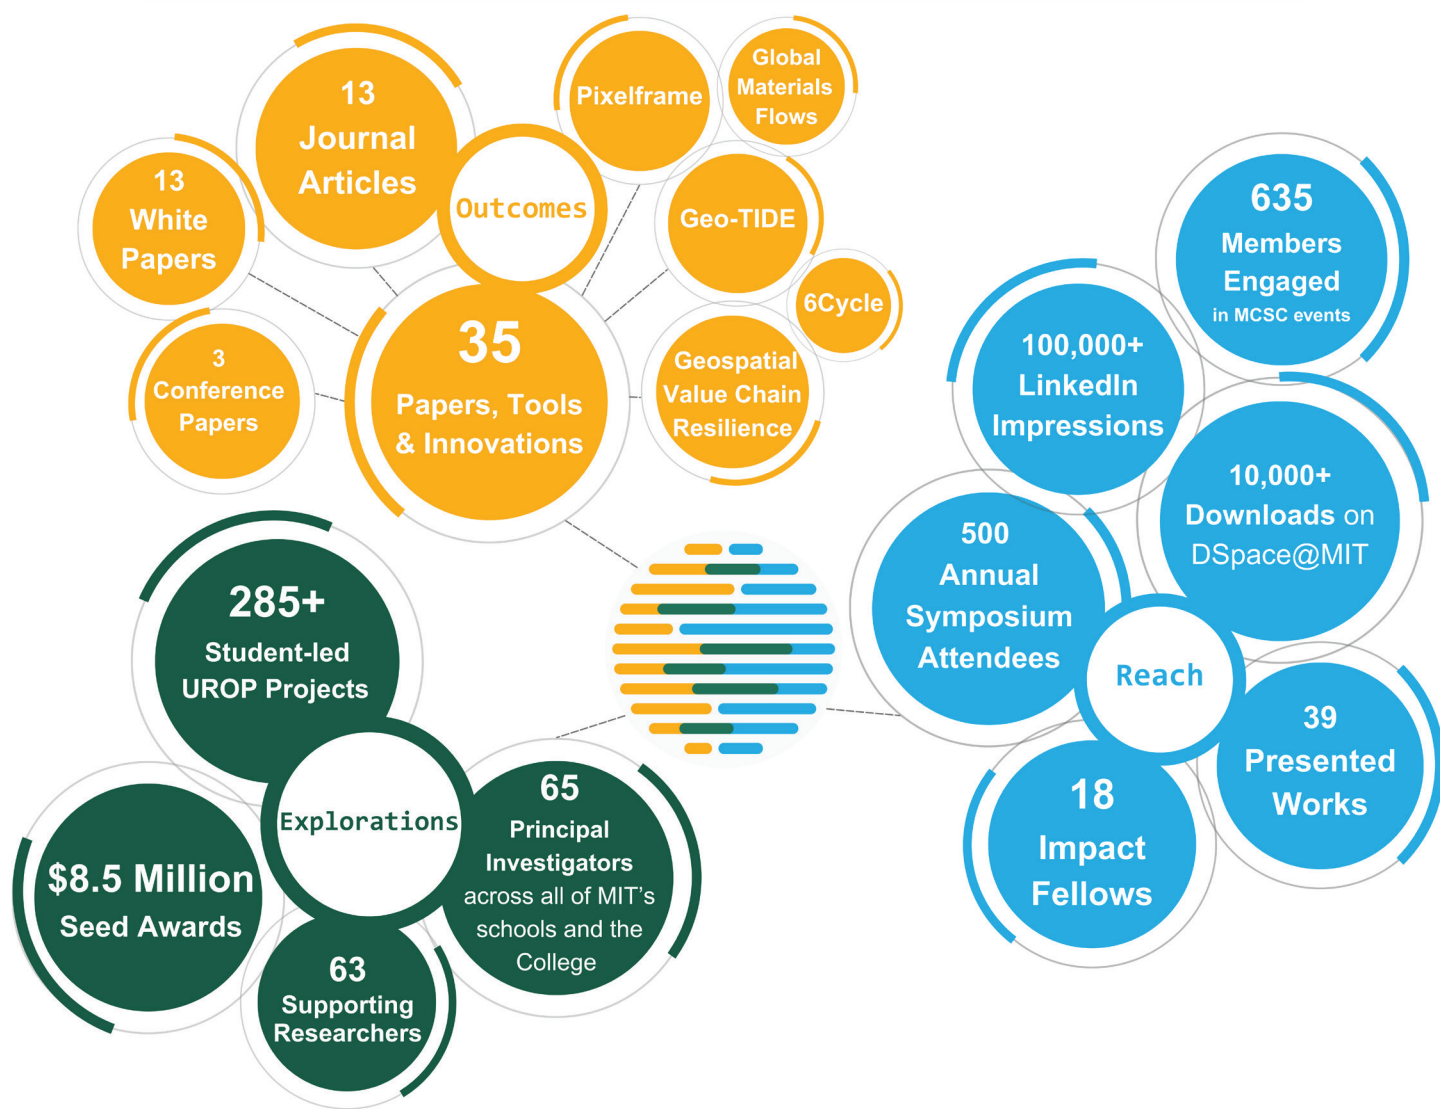 13
Journal
Articles
13
White
Papers
3
Conference
Papers
Outcomes
35
Papers, Tools
& Innovations
Pixelframe
Global
Materials
Flows
Geo-TIDE
6Cycle
Geospatial
Value Chain
Resilience
285+
Student-led
UROP Projects
Explorations
$8.5 Million
Seed Awards
63
Supporting
Researchers
65
Principal
Investigators
across all of MIT’s
schools and the
College
635
Members
Engaged
in MCSC events
100,000+
LinkedIn
Impressions
10,000+
Downloads on
DSpace@MIT
500
Annual
Symposium
Attendees
Reach
39
Presented
Works
18
Impact
Fellows